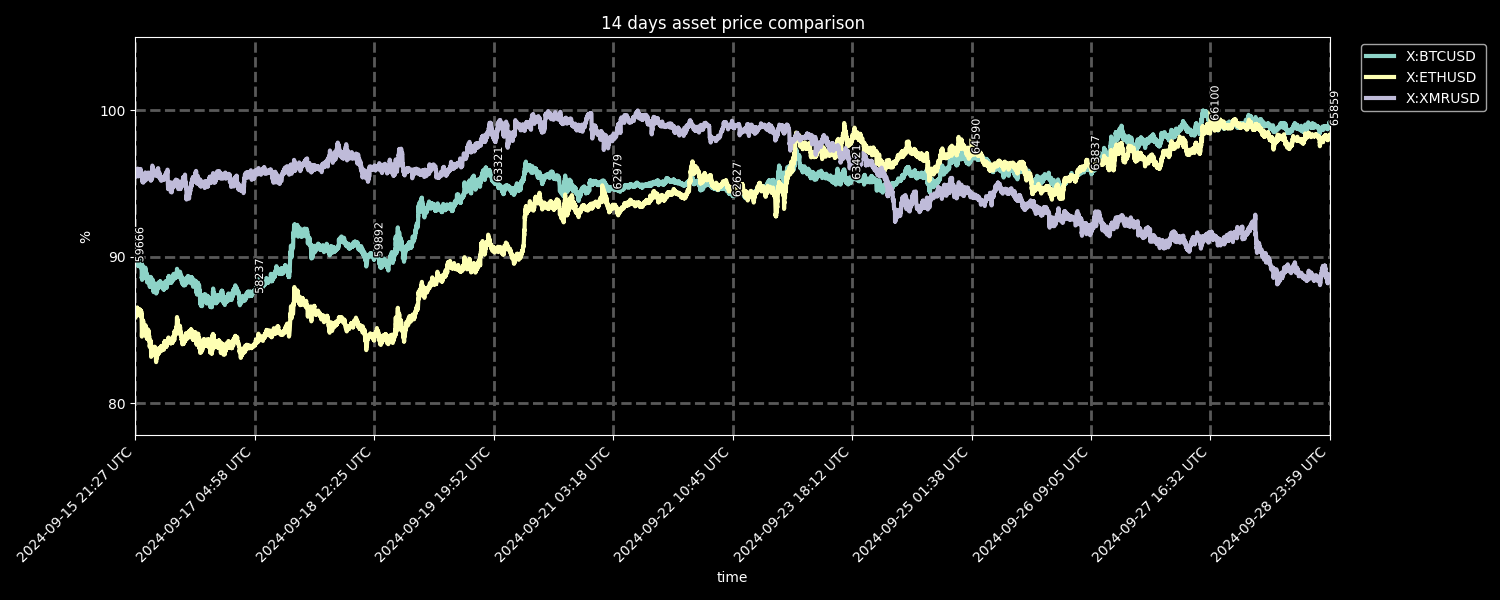 14 days asset price comparison
X:BTCUSD
X:ETHUSD
X:XMRUSD
100
90
80
%
59666
58237
59892
63321
62979
62627
63421
64590
63837
66100
65859
2024-09-15 21:27 UTC
2024-09-17 04:58 UTC
2024-09-18 12:25 UTC
2024-09-19 19:52 UTC
2024-09-21 03:18 UTC
2024-09-22 10:45 UTC
2024-09-23 18:12 UTC
2024-09-25 01:38 UTC
2024-09-26 09:05 UTC
2024-09-27 16:32 UTC
2024-09-28 23:59 UTC
time